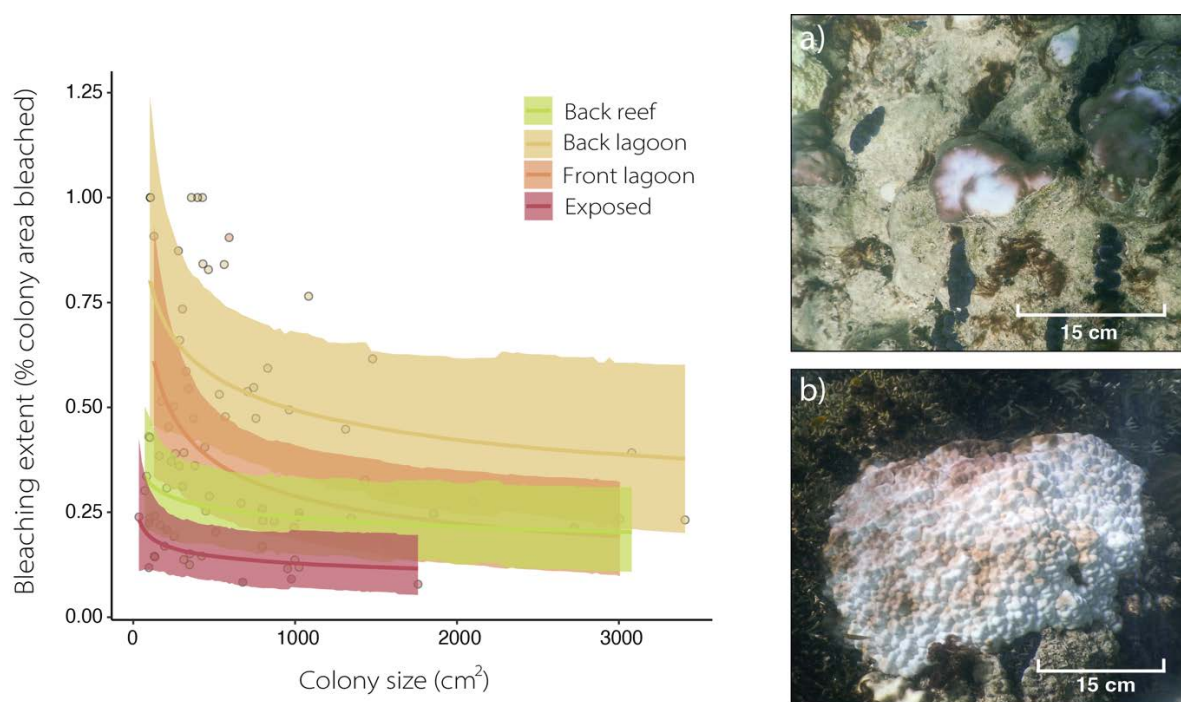 Bleaching extent (% colony area bleached)
1.25
1.00
0.75
0.50
0.25
0.00
0
1000
2000
3000
Colony size (cm²)
Back reef
Back lagoon
Front lagoon
Exposed
a)
15 cm
b)
15 cm